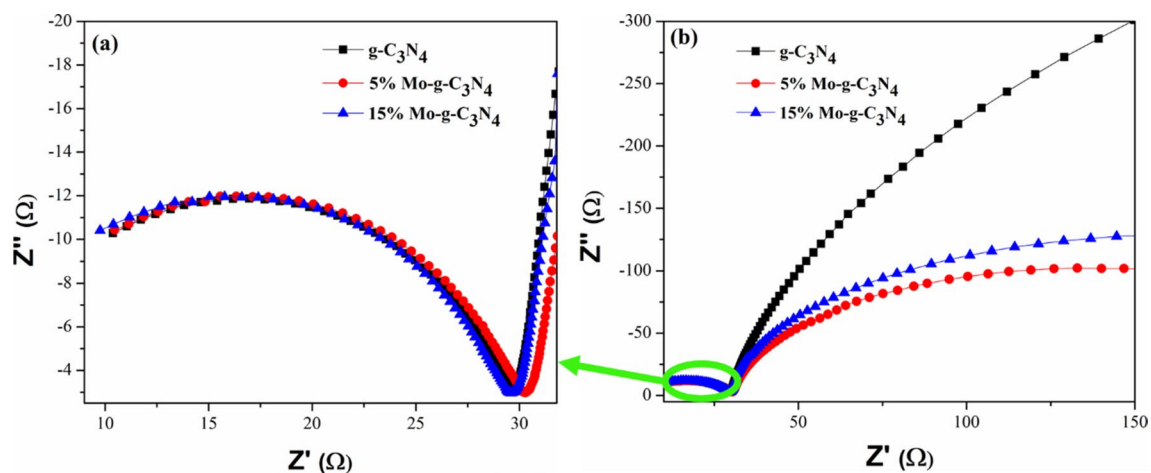 (a)
g-C₃N₄
5% Mo-g-C₃N₄
15% Mo-g-C₃N₄
-20
-18
-16
-14
-12
-10
-8
-6
-4
10
15
20
25
30
Z' (Ω)
Z'' (Ω)
(b)
g-C₃N₄
5% Mo-g-C₃N₄
15% Mo-g-C₃N₄
-300
-250
-200
-150
-100
-50
0
50
100
150
Z' (Ω)
Z'' (Ω)